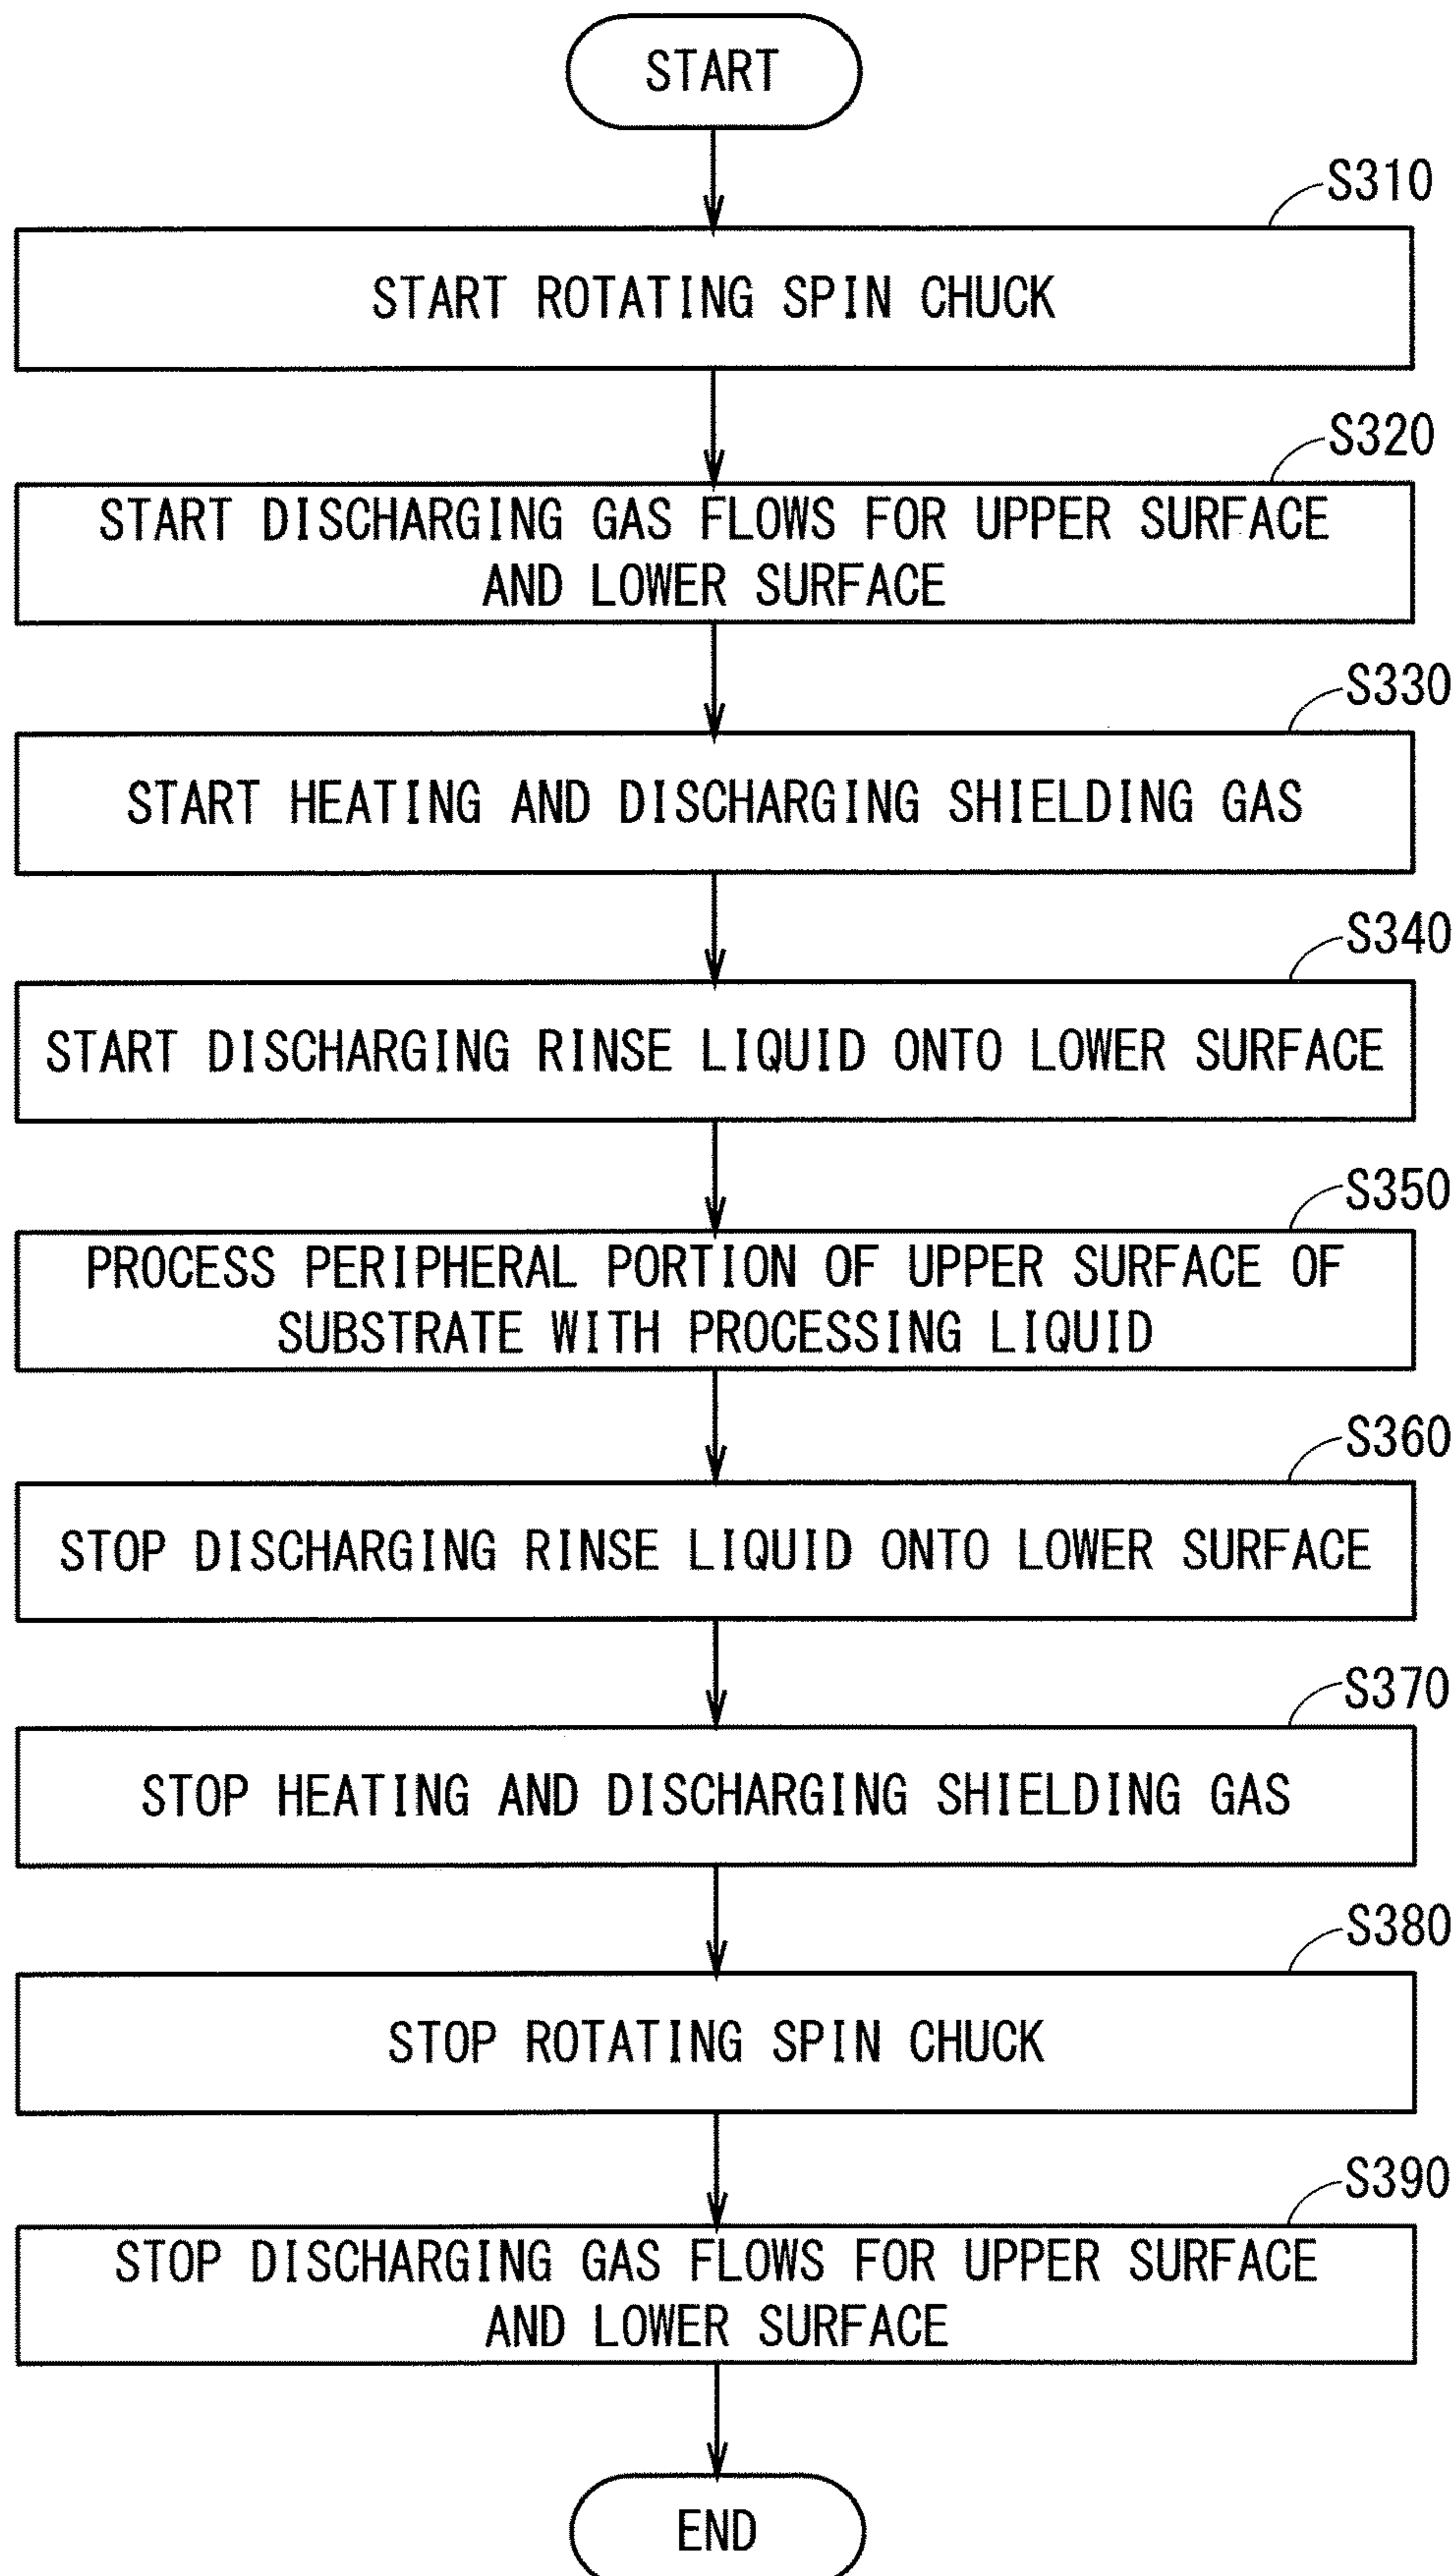 START
S310
START ROTATING SPIN CHUCK
S320
START DISCHARGING GAS FLOWS FOR UPPER SURFACE
AND LOWER SURFACE
S330
START HEATING AND DISCHARGING SHIELDING GAS
S340
START DISCHARGING RINSE LIQUID ONTO LOWER SURFACE
S350
PROCESS PERIPHERAL PORTION OF UPPER SURFACE OF
SUBSTRATE WITH PROCESSING LIQUID
S360
STOP DISCHARGING RINSE LIQUID ONTO LOWER SURFACE
S370
STOP HEATING AND DISCHARGING SHIELDING GAS
S380
STOP ROTATING SPIN CHUCK
S390
STOP DISCHARGING GAS FLOWS FOR UPPER SURFACE
AND LOWER SURFACE
END